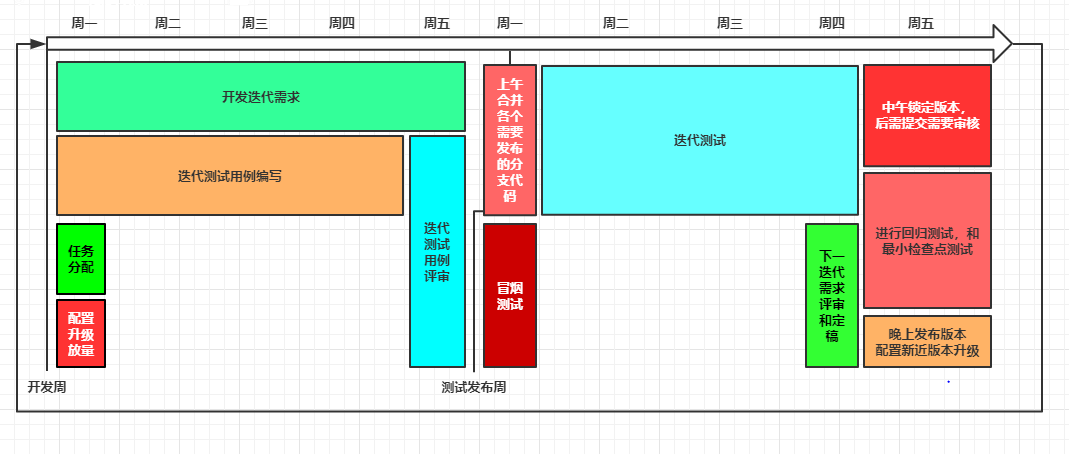 周一 周二 周三 周四 周五 周一 周二 周三 周四 周五
开发迭代需求
迭代测试用例编写
任务
分配
配置
升级
放量
迭代
测试
用例
评审
上午
合并
各个
需要
发布
的分
支代
码
冒烟
测试
迭代测试
下一
迭代
需求
评审
和定
稿
中午锁定版本，
后需提交需要审核
进行回归测试，和
最小检查点测试
晚上发布版本
配置新近版本升级
开发周
测试发布周